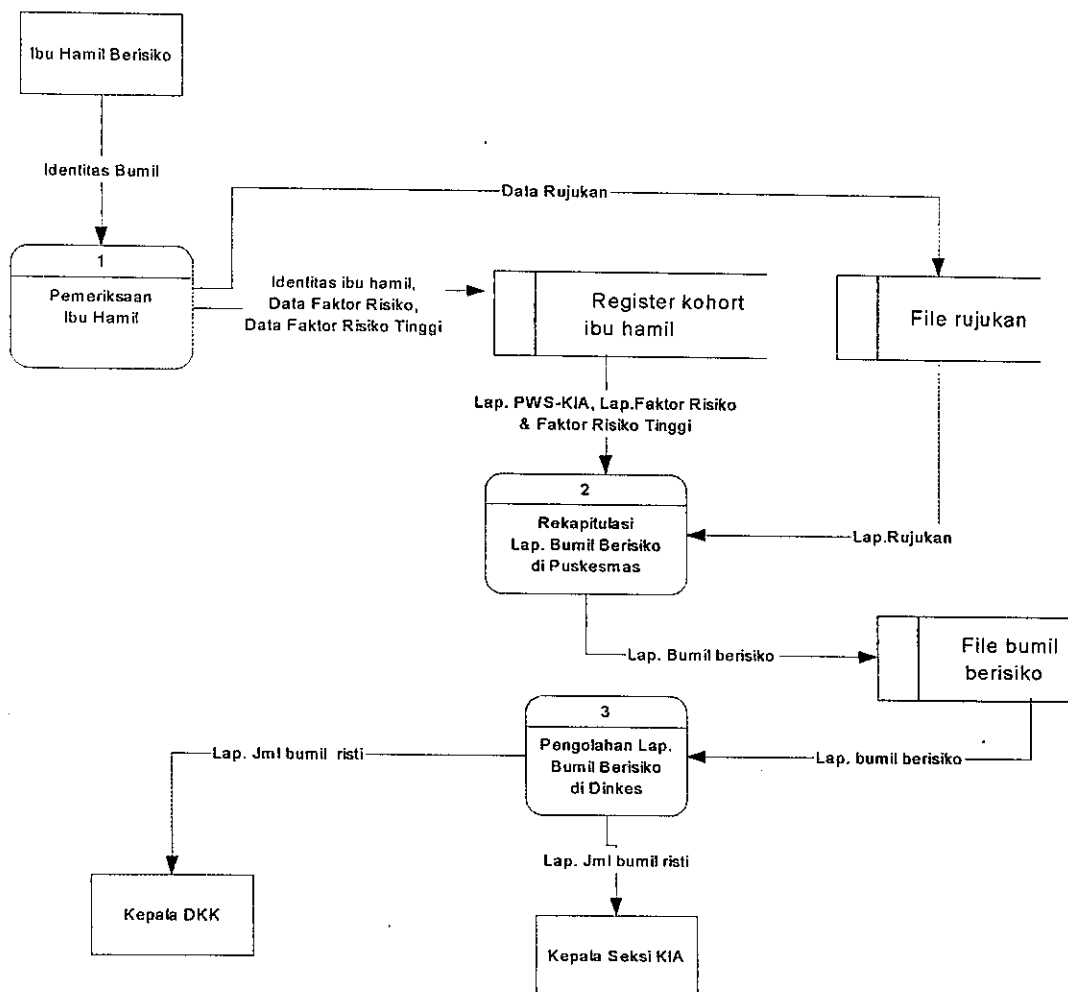 Ibu Hamil Berisiko
Identitas Bumil
Data Rujukan
1
Pemeriksaan
Ibu Hamil
Identitas ibu hamil,
Data Faktor Risiko,
Data Faktor Risiko Tinggi
Register kohort
ibu hamil
File rujukan
Lap. PWS-KIA, Lap.Faktor Risiko
& Faktor Risiko Tinggi
2
Rekapitulasi
Lap. Bumil Berisiko
di Puskesmas
Lap.Rujukan
Lap. Bumil berisiko
File bumil
berisiko
3
Pengolahan Lap.
Bumil Berisiko
di Dinkes
Lap. Jml bumil risti
Lap. bumil berisiko
Lap. Jml bumil risti
Kepala DKK
Kepala Seksi KIA